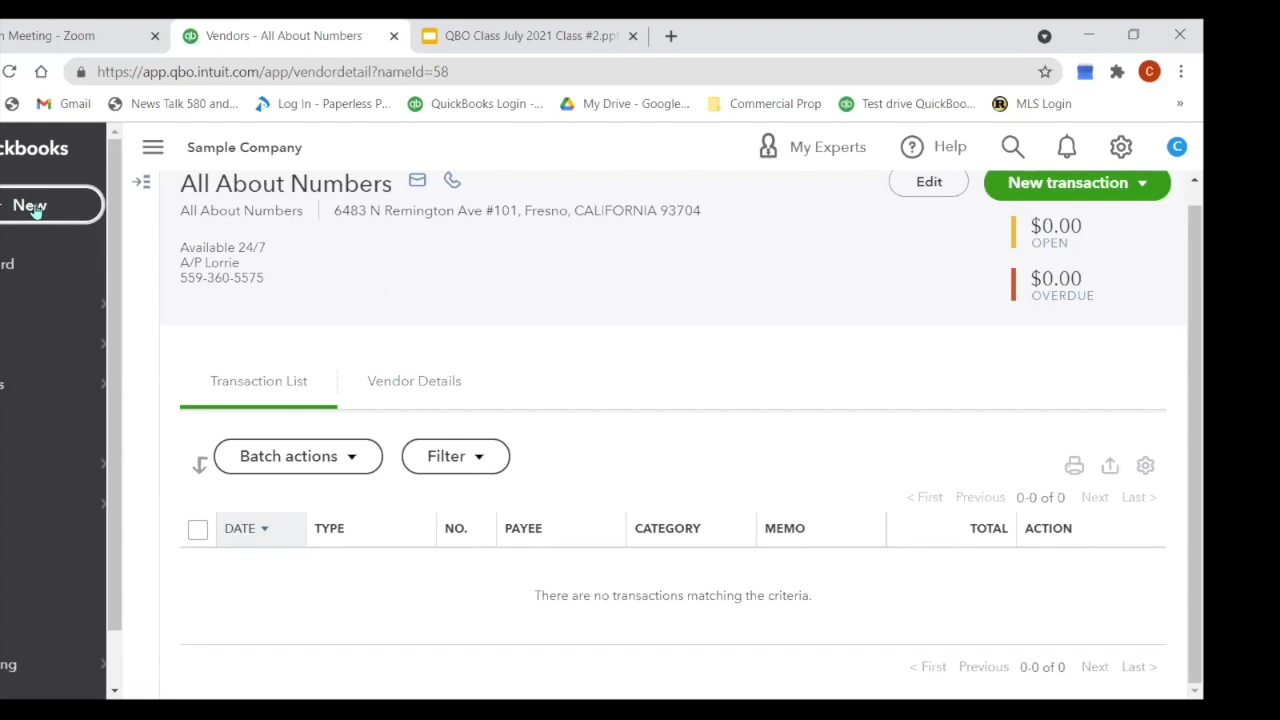 n Meeting - Zoom
Vendors - All About Numbers
QBO Class July 2021 Class #2.ppt
https://app.qbo.intuit.com/app/vendordetail?nameId=58
C
Gmail
News Talk 580 and...
Log In - Paperless P...
QuickBooks Login -...
My Drive - Google...
Commercial Prop
Test drive QuickBoo...
MLS Login
»
ckbooks
Sample Company
My Experts
Help
C
New
All About Numbers
Edit
New transaction
All About Numbers
6483 N Remington Ave #101, Fresno, CALIFORNIA 93704
$0.00
OPEN
Available 24/7
A/P Lorrie
559-360-5575
rd
$0.00
OVERDUE
Transaction List
Vendor Details
s
Batch actions
Filter
< First Previous 0-0 of 0 Next Last >
DATE TYPE NO. PAYEE CATEGORY MEMO TOTAL ACTION
There are no transactions matching the criteria.
ng
< First Previous 0-0 of 0 Next Last >